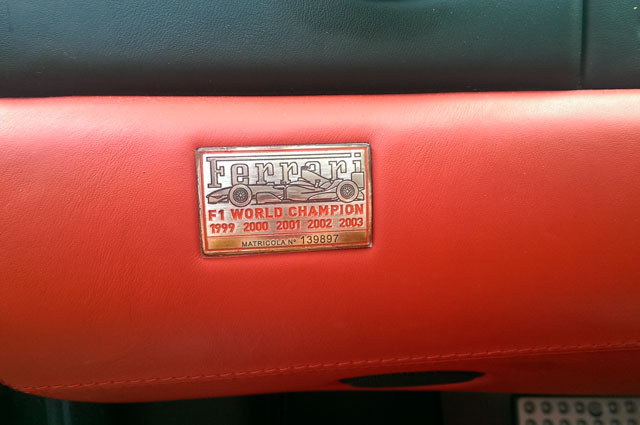 Ferrari
F1 WORLD CHAMPION
1999 2000 2001 2002 2003
MATRICOLA N° 139897